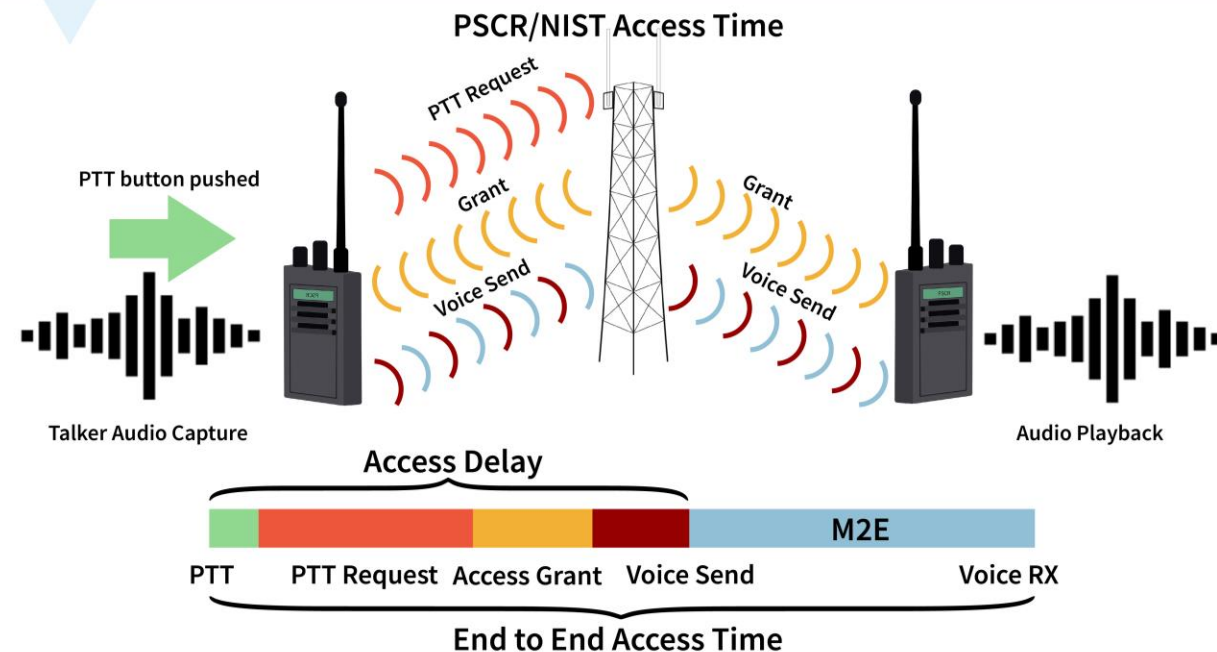 PSCR/NIST Access Time
PTT Request
PTT button pushed
Grant
Grant
Voice Send
Voice Send
PSCR
Talker Audio Capture
Audio Playback
Access Delay
M2E
PTT
PTT Request
Access Grant
Voice Send
Voice RX
End to End Access Time